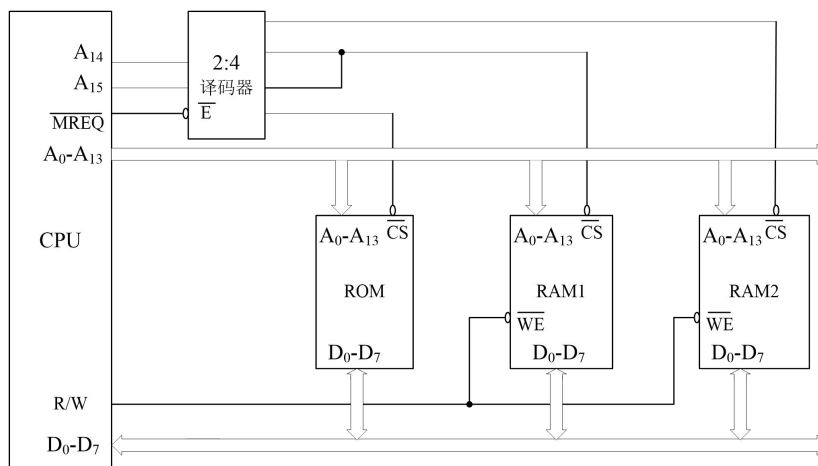 A14
2:4
A15
译码器
MREQ
E
A0-A13
CPU
A0-A13 CS
A0-A13 CS
A0-A13 CS
ROM
RAM1
RAM2
WE
WE
D0-D7
D0-D7
D0-D7
R/W
D0-D7